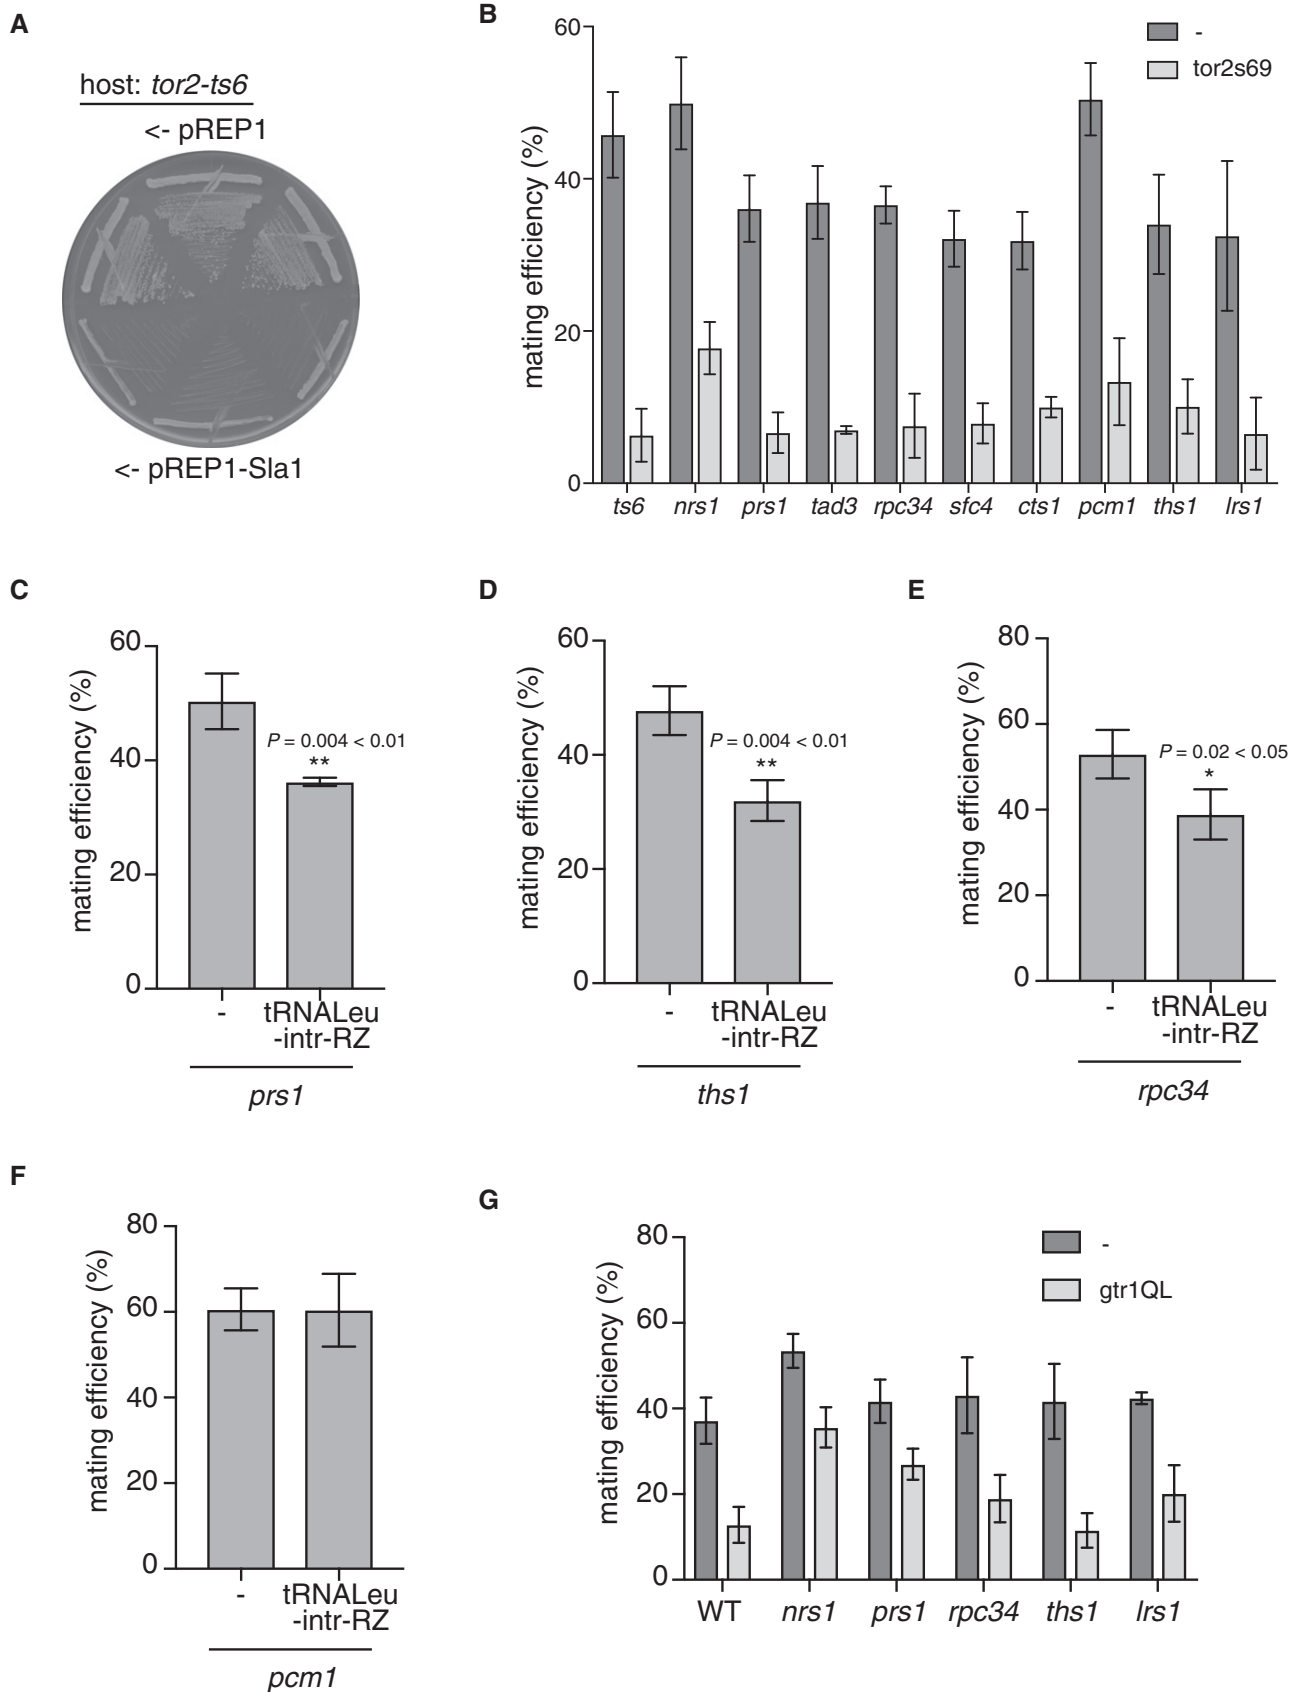 A
host: tor2-ts6
<- pREP1
<- pREP1-Sla1
B
mating efficiency (%)
60
40
20
0
-
tor2s69
ts6 nrs1 prs1 tad3 rpc34 sfc4 cts1 pcm1 ths1 lrs1
C
mating efficiency (%)
60
40
20
0
P = 0.004 < 0.01
**
- tRNALeu
-intr-RZ
prs1
D
mating efficiency (%)
60
40
20
0
P = 0.004 < 0.01
**
- tRNALeu
-intr-RZ
ths1
E
mating efficiency (%)
80
60
40
20
0
P = 0.02 < 0.05
*
- tRNALeu
-intr-RZ
rpc34
F
mating efficiency (%)
80
60
40
20
0
- tRNALeu
-intr-RZ
pcm1
G
mating efficiency (%)
80
60
40
20
0
-
gtr1QL
WT nrs1 prs1 rpc34 ths1 lrs1